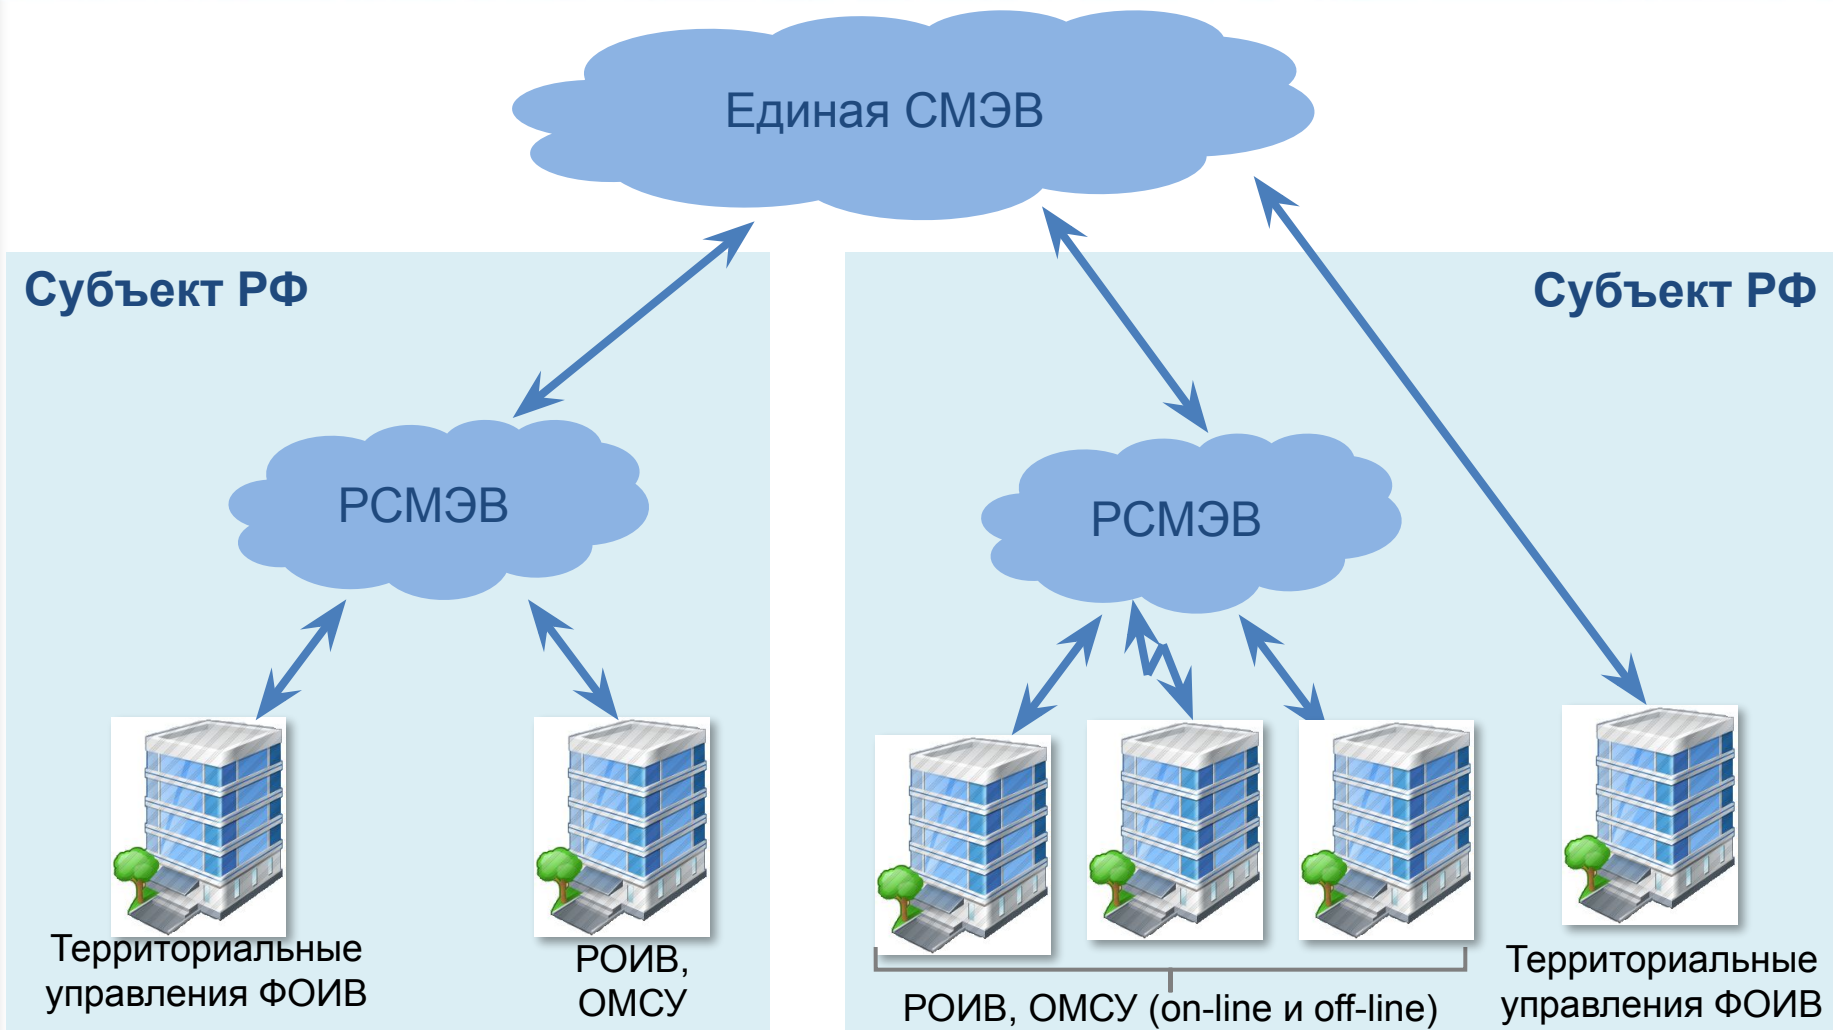 Единая СМЭВ
Субъект РФ
Субъект РФ
РСМЭВ
РСМЭВ
Территориальные
управления ФОИВ
РОИВ,
ОМСУ
РОИВ, ОМСУ (on-line и off-line)
Территориальные
управления ФОИВ